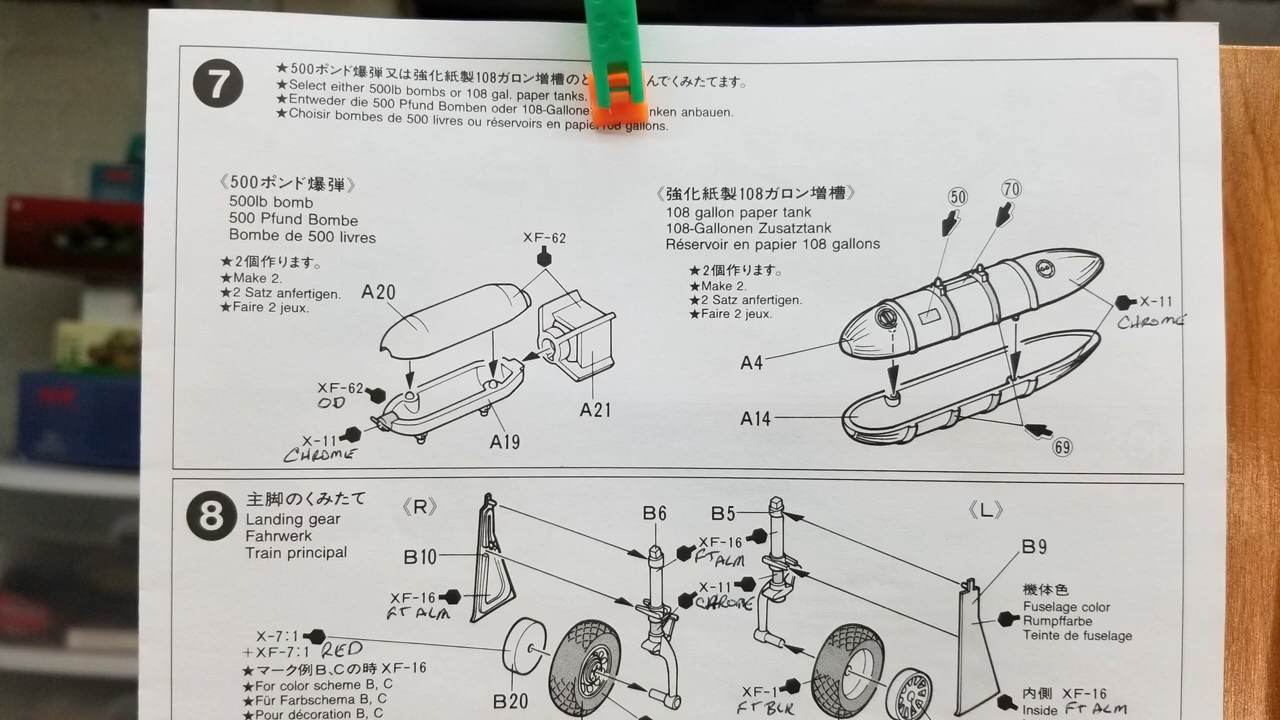 7
★500ポンド爆弾又は強化紙製108ガロン増槽のと んでくみたてます。
★Select either 500lb bombs or 108 gal. paper tanks.
★Entweder die 500 Pfund Bomben oder 108-Gallone nken anbauen.
★Choisir bombes de 500 livres ou réservoirs en papier 108 gallons.
《500ポンド爆弾》
500lb bomb
500 Pfund Bombe
Bombe de 500 livres
★2個作ります。
★Make 2.
★2 Satz anfertigen.
★Faire 2 jeux.
XF-62
A20
XF-62
OD
X-11
CHROME
A19
A21
《強化紙製108ガロン増槽》
108 gallon paper tank
108-Gallonen Zusatztank
Réservoir en papier 108 gallons
★2個作ります。
★Make 2.
★2 Satz anfertigen.
★Faire 2 jeux.
50
70
X-11
CHROME
A4
A14
69
8
主脚のくみたて
Landing gear
Fahrwerk
Train principal
《R》
B6
B5
《L》
B10
XF-16
FT ALM
B9
XF-16
FT ALM
X-11
CHROME
機体色
Fuselage color
Rumpffarbe
Teinte de fuselage
X-7:1
+XF-7:1 RED
★マーク例B、Cの時 XF-16
★For color scheme B, C
★Für Farbschema B, C
★Pour décoration B, C
B20
XF-1
FT BLK
内側 XF-16
Inside FT ALM